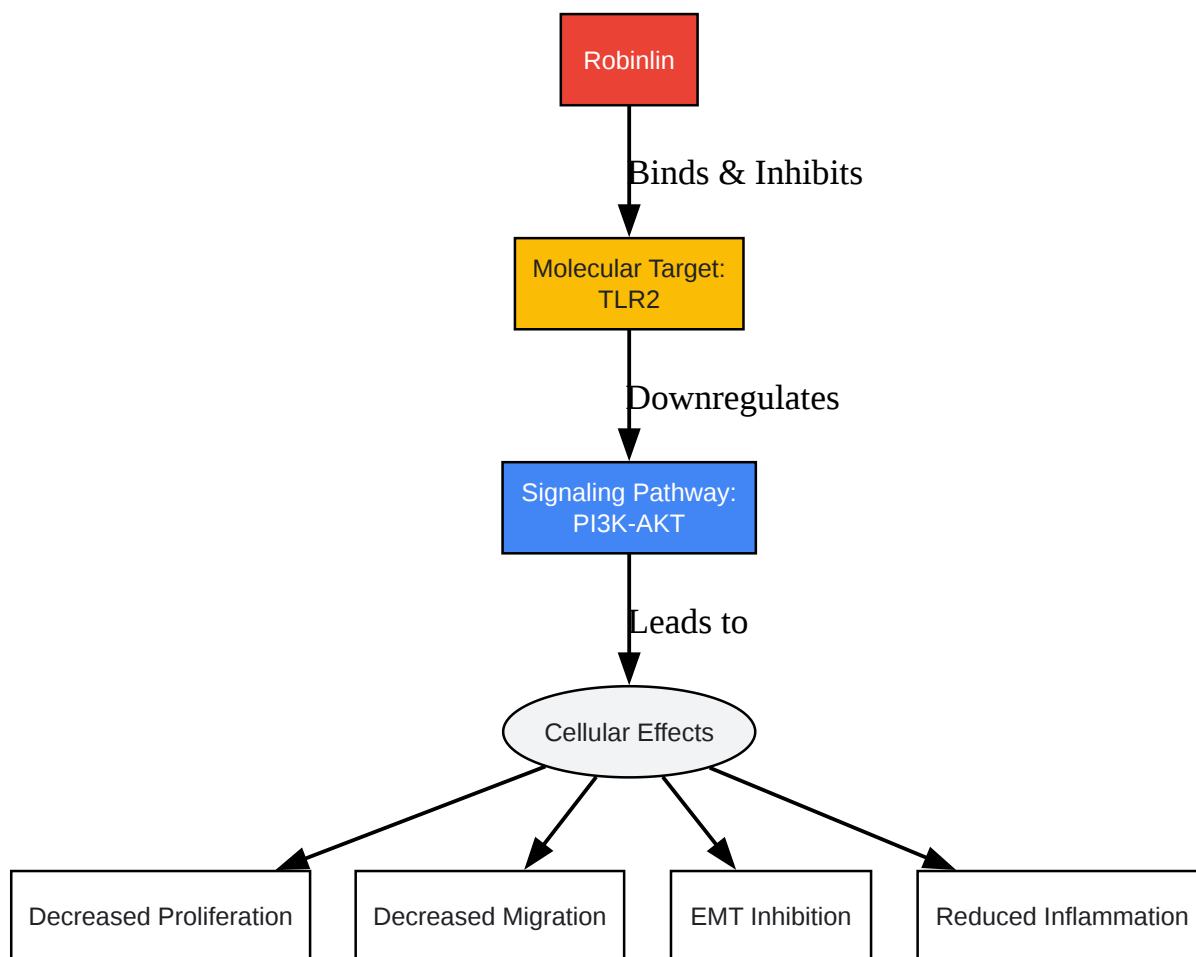 Robinlin
Binds & Inhibits
Molecular Target:
TLR2
Downregulates
Signaling Pathway:
PI3K-AKT
Leads to
Cellular Effects
Decreased Proliferation
Decreased Migration
EMT Inhibition
Reduced Inflammation